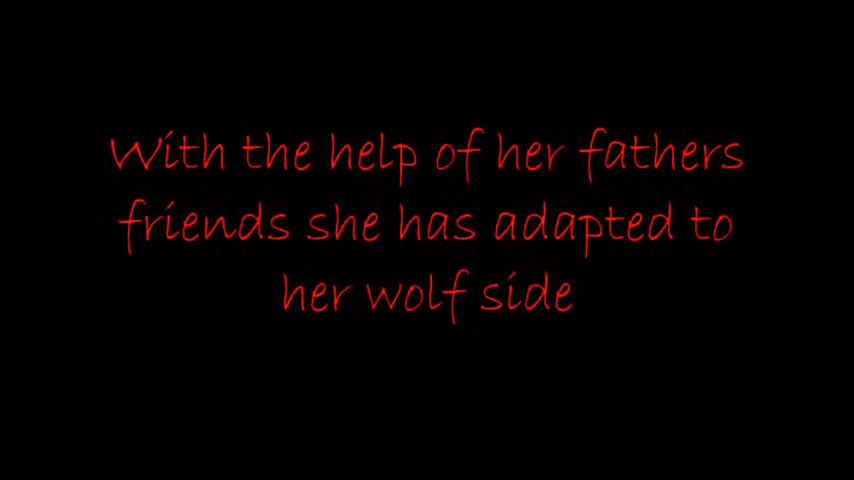 With the help of her fathers
friends she has adapted to
her wolf side